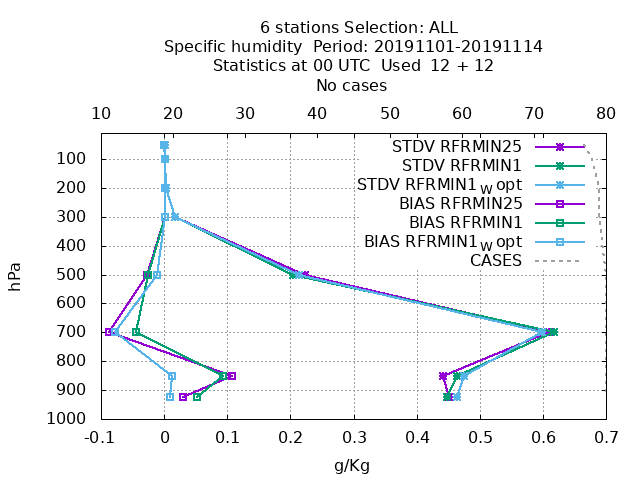 6 stations Selection: ALL
Specific humidity  Period: 20191101-20191114
Statistics at 00 UTC  Used  12 + 12
No cases
10 20 30 40 50 60 70 80
STDV RFRMIN25
STDV RFRMIN1
STDV RFRMIN1w opt
BIAS RFRMIN25
BIAS RFRMIN1
BIAS RFRMIN1w opt
CASES
100
200
300
400
500
600
700
800
900
1000
hPa
-0.1 0 0.1 0.2 0.3 0.4 0.5 0.6 0.7
g/Kg